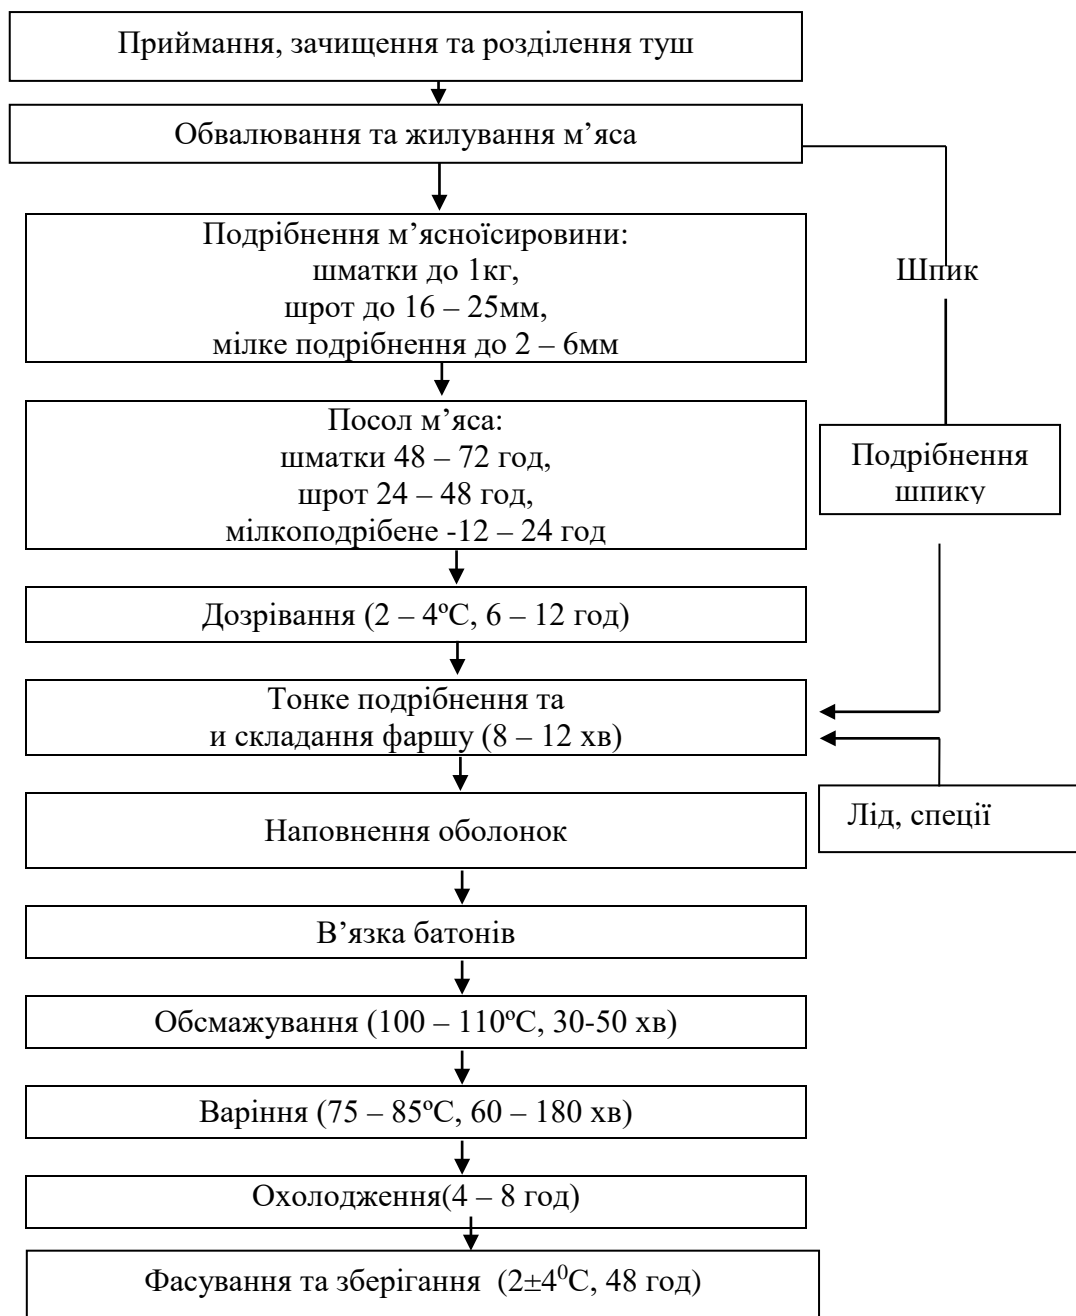 Приймання, зачищення та розділення туш
Обвалювання та жилування м’яса
Подрібнення м’ясноїсировини:
шматки до 1кг,
шрот до 16 – 25мм,
мілке подрібнення до 2 – 6мм
Шпик
Посол м’яса:
шматки 48 – 72 год,
шрот 24 – 48 год,
мілкоподрібене -12 – 24 год
Подрібнення
шпику
Дозрівання (2 – 4ºС, 6 – 12 год)
Тонке подрібнення та
и складання фаршу (8 – 12 хв)
Лід, спеції
Наповнення оболонок
В’язка батонів
Обсмажування (100 – 110ºС, 30-50 хв)
Варіння (75 – 85ºС, 60 – 180 хв)
Охолодження(4 – 8 год)
Фасування та зберігання (2±4⁰С, 48 год)